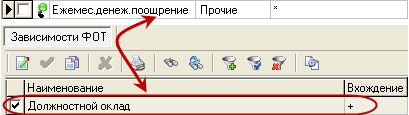 Ежемес.денеж.поощрение Прочие *
Зависимости ФОТ
Наименование Вхождение
Должностной оклад +